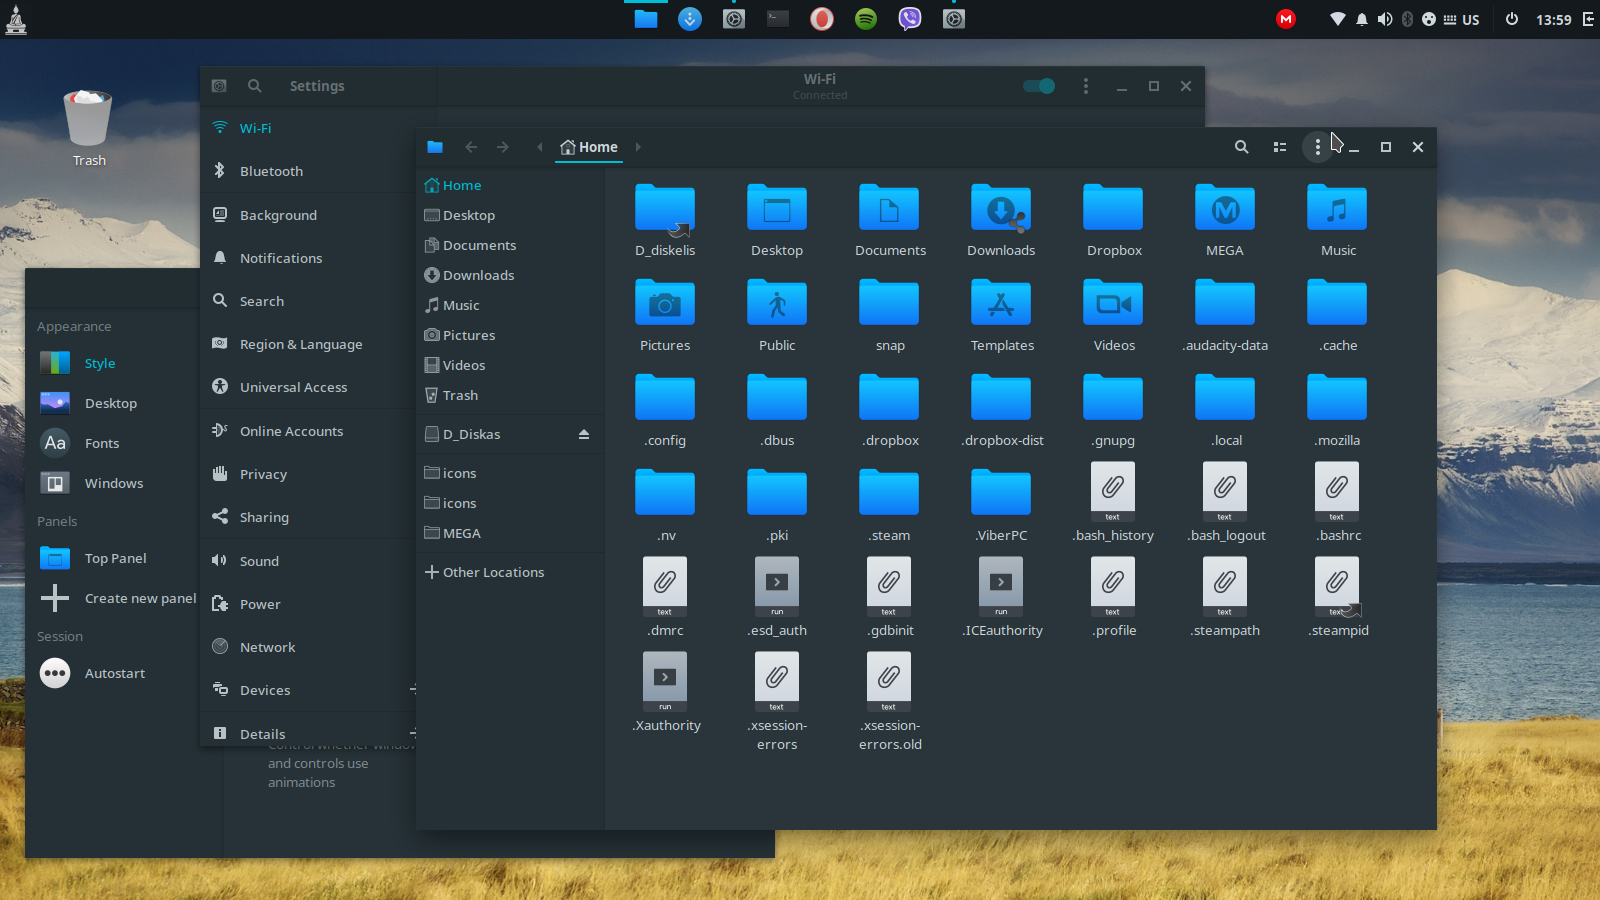 US
13:59
Trash
Settings
Wi-Fi
Connected
Wi-Fi
Bluetooth
Background
Notifications
Search
Region & Language
Universal Access
Online Accounts
Privacy
Sharing
Sound
Power
Network
Devices
Details
Appearance
Style
Desktop
Aa
Fonts
Windows
Panels
Top Panel
Create new panel
Session
Autostart
and controls use
animations
Home
Home
Desktop
Documents
Downloads
Music
Pictures
Videos
Trash
D_Diskas
icons
icons
MEGA
Other Locations
D_diskelis
Desktop
Documents
Downloads
Dropbox
MEGA
Music
Pictures
Public
snap
Templates
Videos
.audacity-data
.cache
.config
.dbus
.dropbox
.dropbox-dist
.gnupg
.local
.mozilla
.nv
.pki
.steam
.ViberPC
text
.bash_history
text
.bash_logout
text
.bashrc
text
.dmrc
run
.esd_auth
text
.gdbinit
run
.ICEauthority
text
.profile
text
.steampath
text
.steampid
run
.Xauthority
text
.xsession-
errors
text
.xsession-
errors.old